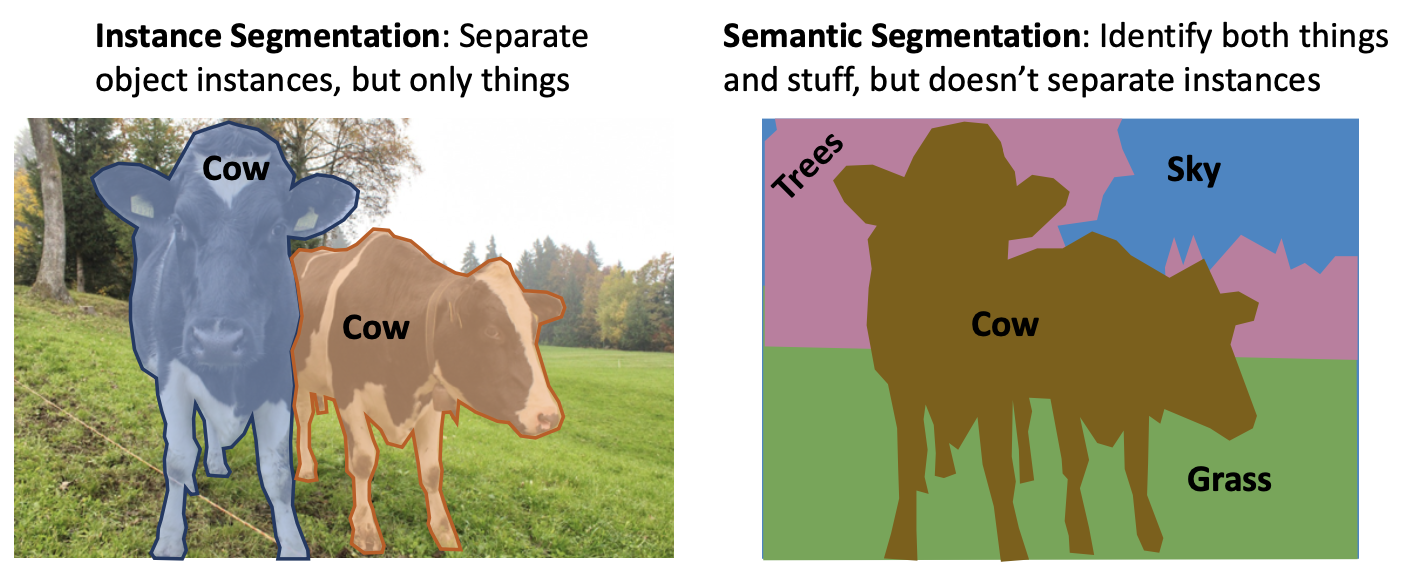 Instance Segmentation: Separate
object instances, but only things
Semantic Segmentation: Identify both things
and stuff, but doesn’t separate instances
Cow
Cow
Trees
Sky
Cow
Grass